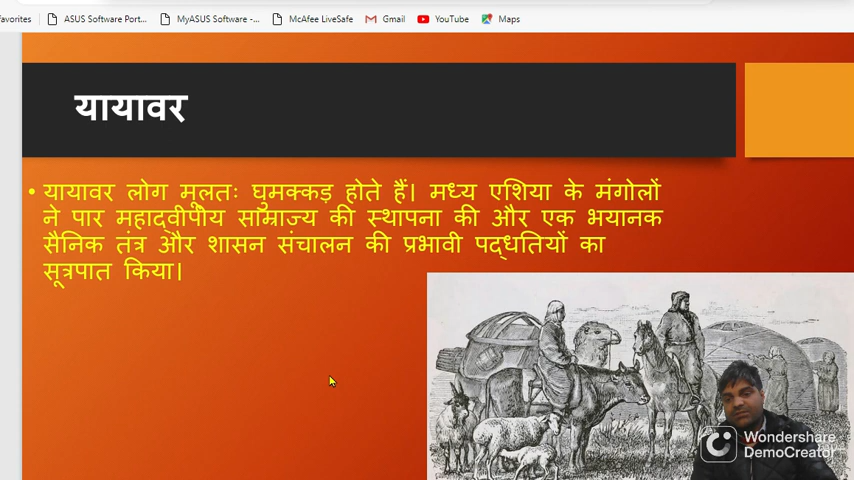 avorites
ASUS Software Port... MyASUS Software -... McAfee LiveSafe Gmail YouTube Maps
यायावर
• यायावर लोग मूलतः घुमक्कड़ होते हैं। मध्य एशिया के मंगोलों
ने पार महाद्वीपीय साम्राज्य की स्थापना की और एक भयानक
सैनिक तंत्र और शासन संचालन की प्रभावी पद्धतियों का
सूत्रपात किया।
Wondershare
DemoCreator